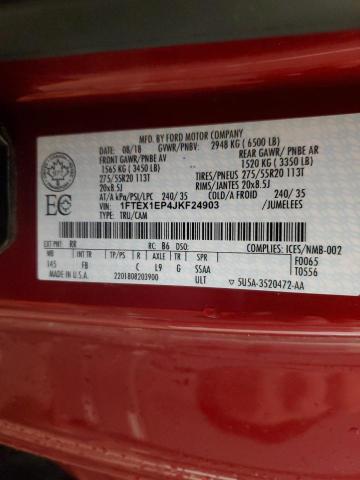 MFD. BY FORD MOTOR COMPANY
08/18 GVWR/PNBV: 2948 KG ( 6500 LB)
FRONT GAWR/PNBE AV REAR GAWR/PNBE AR
1565 KG ( 3450 LB) 1520 KG ( 3350 LB)
275/55R20 113T TIRES/PNEUS 275/55R20 113T
20x8.5J RIMS/JANTES 20x8.5J
AT/A kPa/PSI/LPC 240/ 35 COLD/A FROID 240/ 35
VIN: 1FTEX1EP4JKF24903 /JUMELEES
TYPE: TRU/CAM
EC
EXT PNT: RR RC: B6 DSO: COMPLIES: ICES/NMB-002
WB INT TR TP/PS R AXLE TR SPR F0065
145 FB C L9 G SSAA T0556
U.S.A. 2201808203900 ULT ▽ 5U5A-3520472-AA